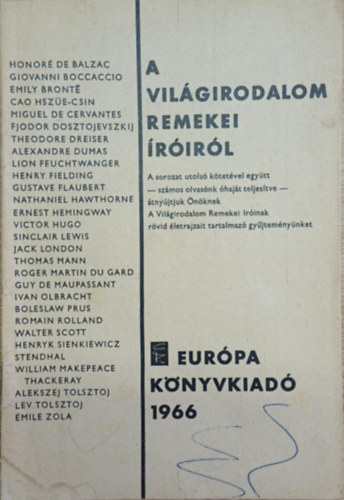 HONORÉ DE BALZAC
GIOVANNI BOCCACCIO
EMILY BRONTË
CAO HSZÜE-CSIN
MIGUEL DE CERVANTES
FJODOR DOSZTOJEVSZKIJ
THEODORE DREISER
ALEXANDRE DUMAS
LION FEUCHTWANGER
HENRY FIELDING
GUSTAVE FLAUBERT
NATHANIEL HAWTHORNE
ERNEST HEMINGWAY
VICTOR HUGO
SINCLAIR LEWIS
JACK LONDON
THOMAS MANN
ROGER MARTIN DU GARD
GUY DE MAUPASSANT
IVAN OLBRACHT
BOLESLAW PRUS
ROMAIN ROLLAND
WALTER SCOTT
HENRYK SIENKIEWICZ
STENDHAL
WILLIAM MAKEPEACE
THACKERAY
ALEKSZEJ TOLSZTOJ
LEV TOLSZTOJ
ÉMILE ZOLA
A
VILÁGIRODALOM
REMEKEI
ÍRÓIRÓL
A sorozat utolsó kötetével együtt
— számos olvasónk óhaját teljesítve —
átnyújtjuk Önöknek
A Világirodalom Remekei Íróinak
rövid életrajzait tartalmazó gyűjteményünket
EURÓPA
KÖNYVKIADÓ
1966